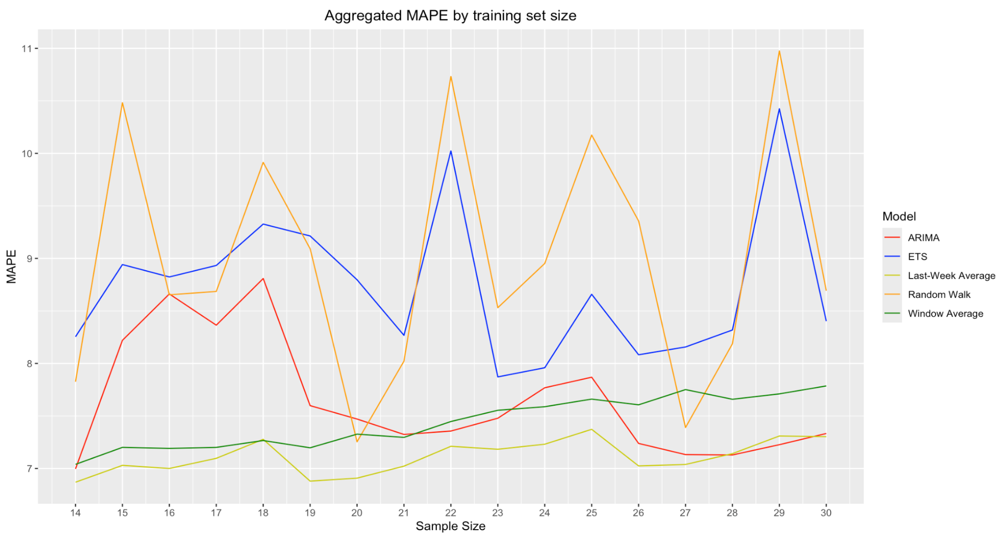 Aggregated MAPE by training set size
11
10
9
8
7
MAPE
14 15 16 17 18 19 20 21 22 23 24 25 26 27 28 29 30
Sample Size
Model
ARIMA
ETS
Last-Week Average
Random Walk
Window Average